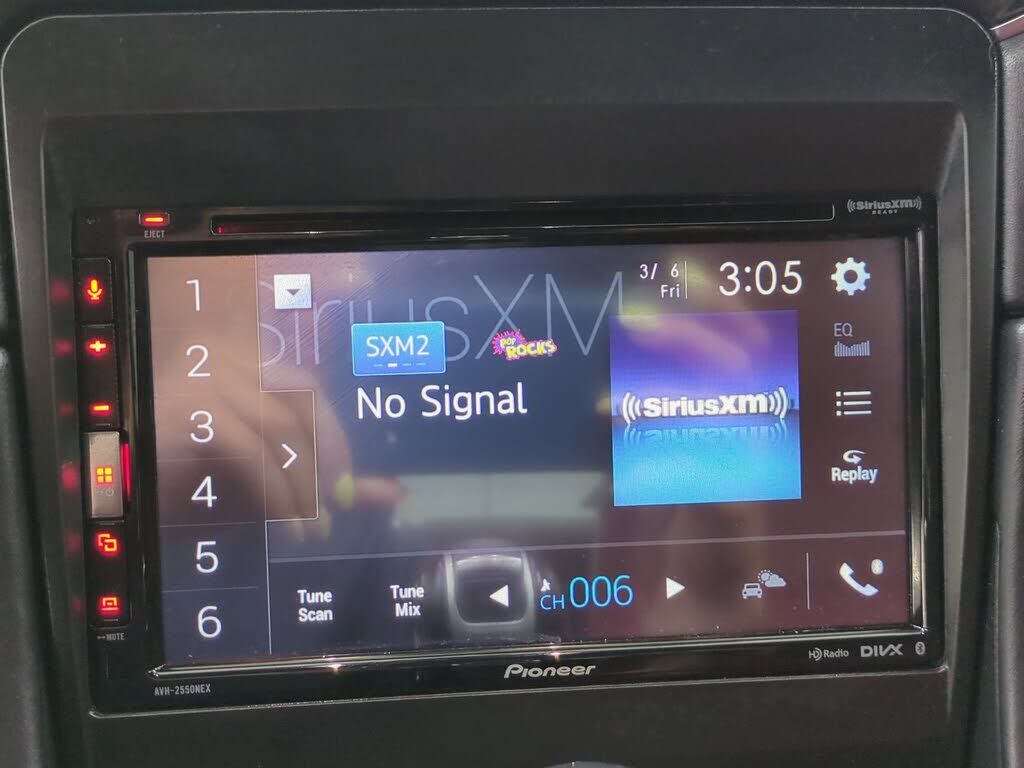 EJECT
SiriusXM
READY
1
2
3
4
5
6
SiriusXM
3/ 6
Fri
3:05
SXM2
POP
ROCKS
No Signal
SiriusXM
EQ
Replay
Tune
Scan
Tune
Mix
CH 006
MUTE
AVH-2550NEX
Pioneer
HD Radio
DIVX